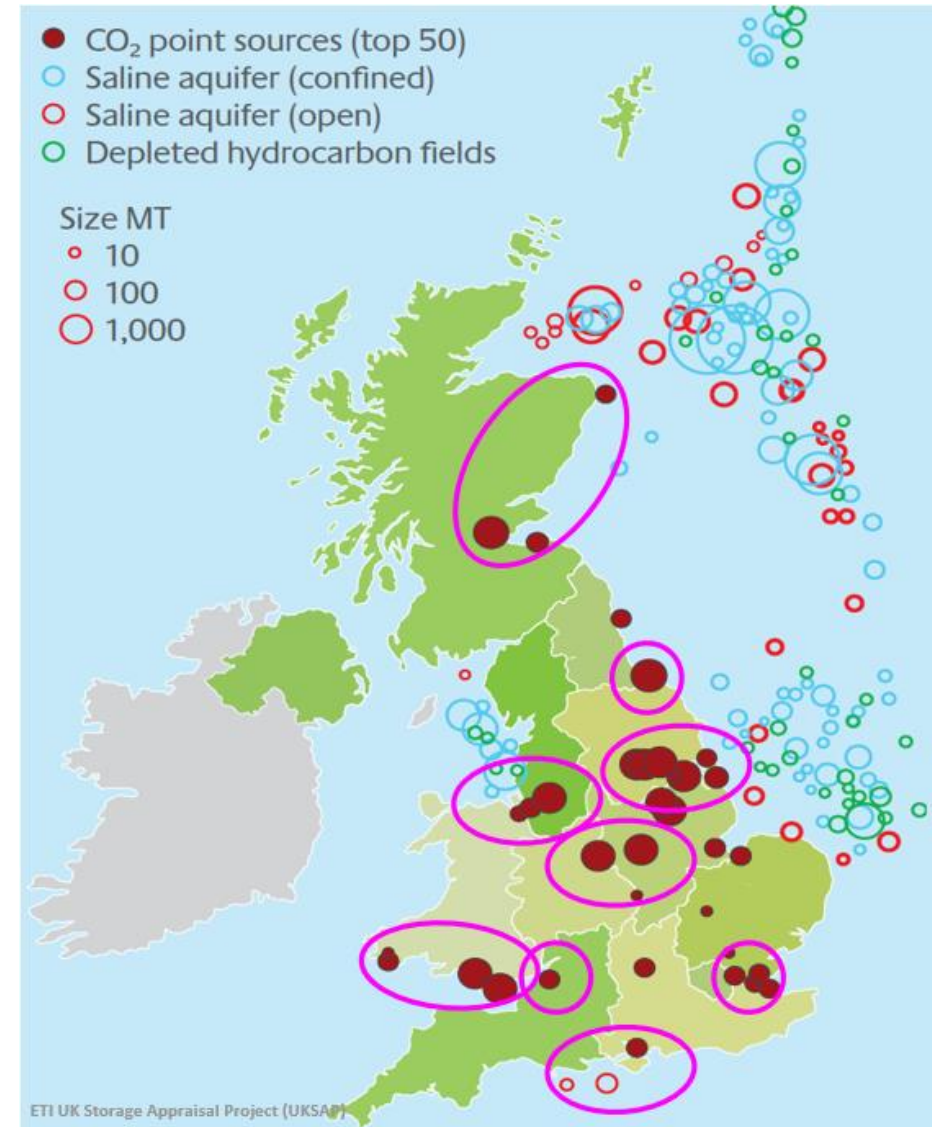 CO₂ point sources (top 50)
Saline aquifer (confined)
Saline aquifer (open)
Depleted hydrocarbon fields
Size MT
10
100
1,000
ETI UK Storage Appraisal Project (UKSAP)